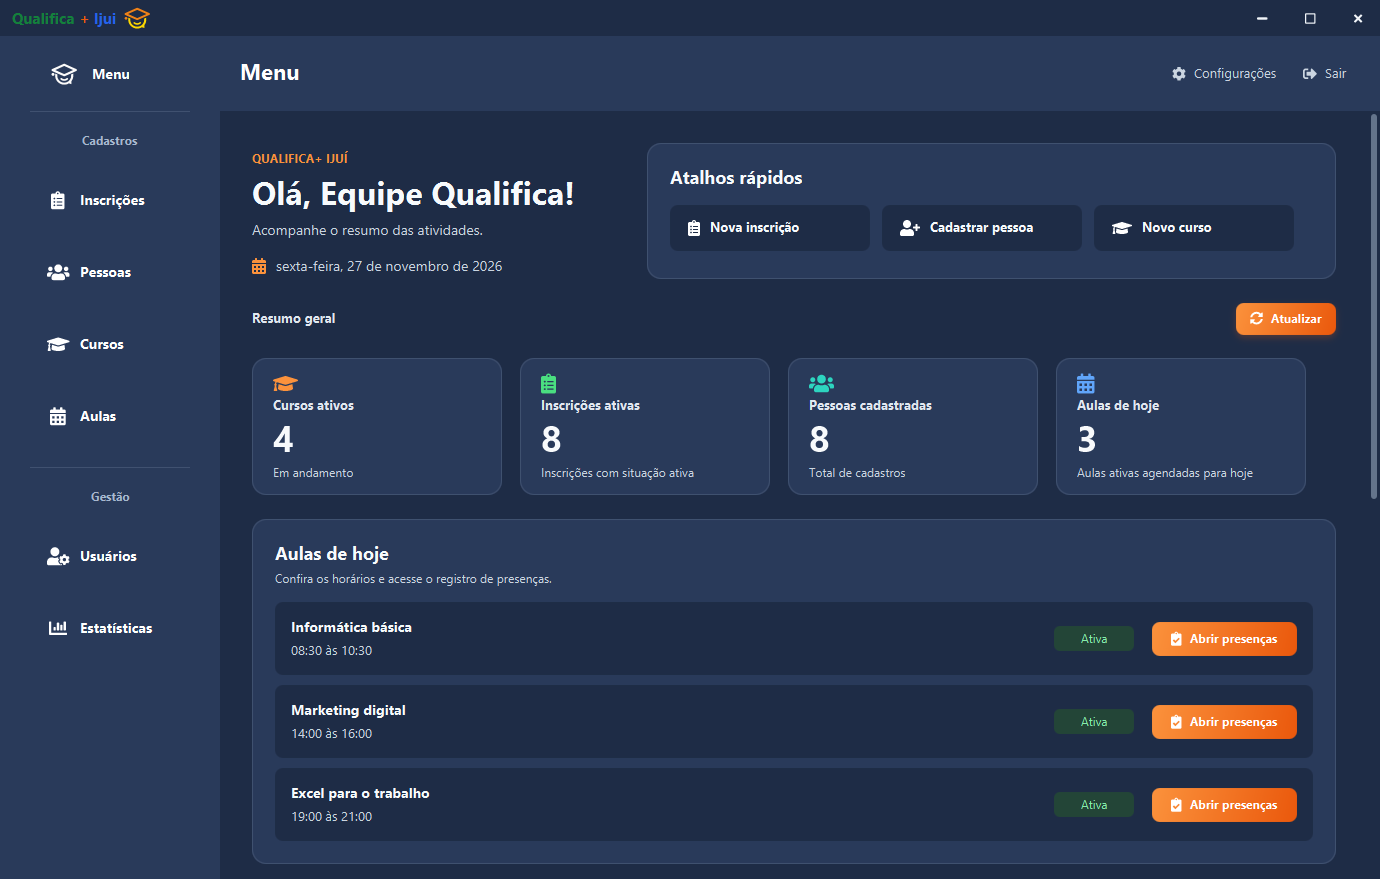 Qualifica + Ijui
Menu
Menu
Configurações
Sair
Cadastros
Inscrições
Pessoas
Cursos
Aulas
Gestão
Usuários
Estatísticas
QUALIFICA+ IJUÍ
Olá, Equipe Qualifica!
Acompanhe o resumo das atividades.
sexta-feira, 27 de novembro de 2026
Atalhos rápidos
Nova inscrição
Cadastrar pessoa
Novo curso
Resumo geral
Atualizar
Cursos ativos
4
Em andamento
Inscrições ativas
8
Inscrições com situação ativa
Pessoas cadastradas
8
Total de cadastros
Aulas de hoje
3
Aulas ativas agendadas para hoje
Aulas de hoje
Confira os horários e acesse o registro de presenças.
Informática básica
08:30 às 10:30
Ativa
Abrir presenças
Marketing digital
14:00 às 16:00
Ativa
Abrir presenças
Excel para o trabalho
19:00 às 21:00
Ativa
Abrir presenças